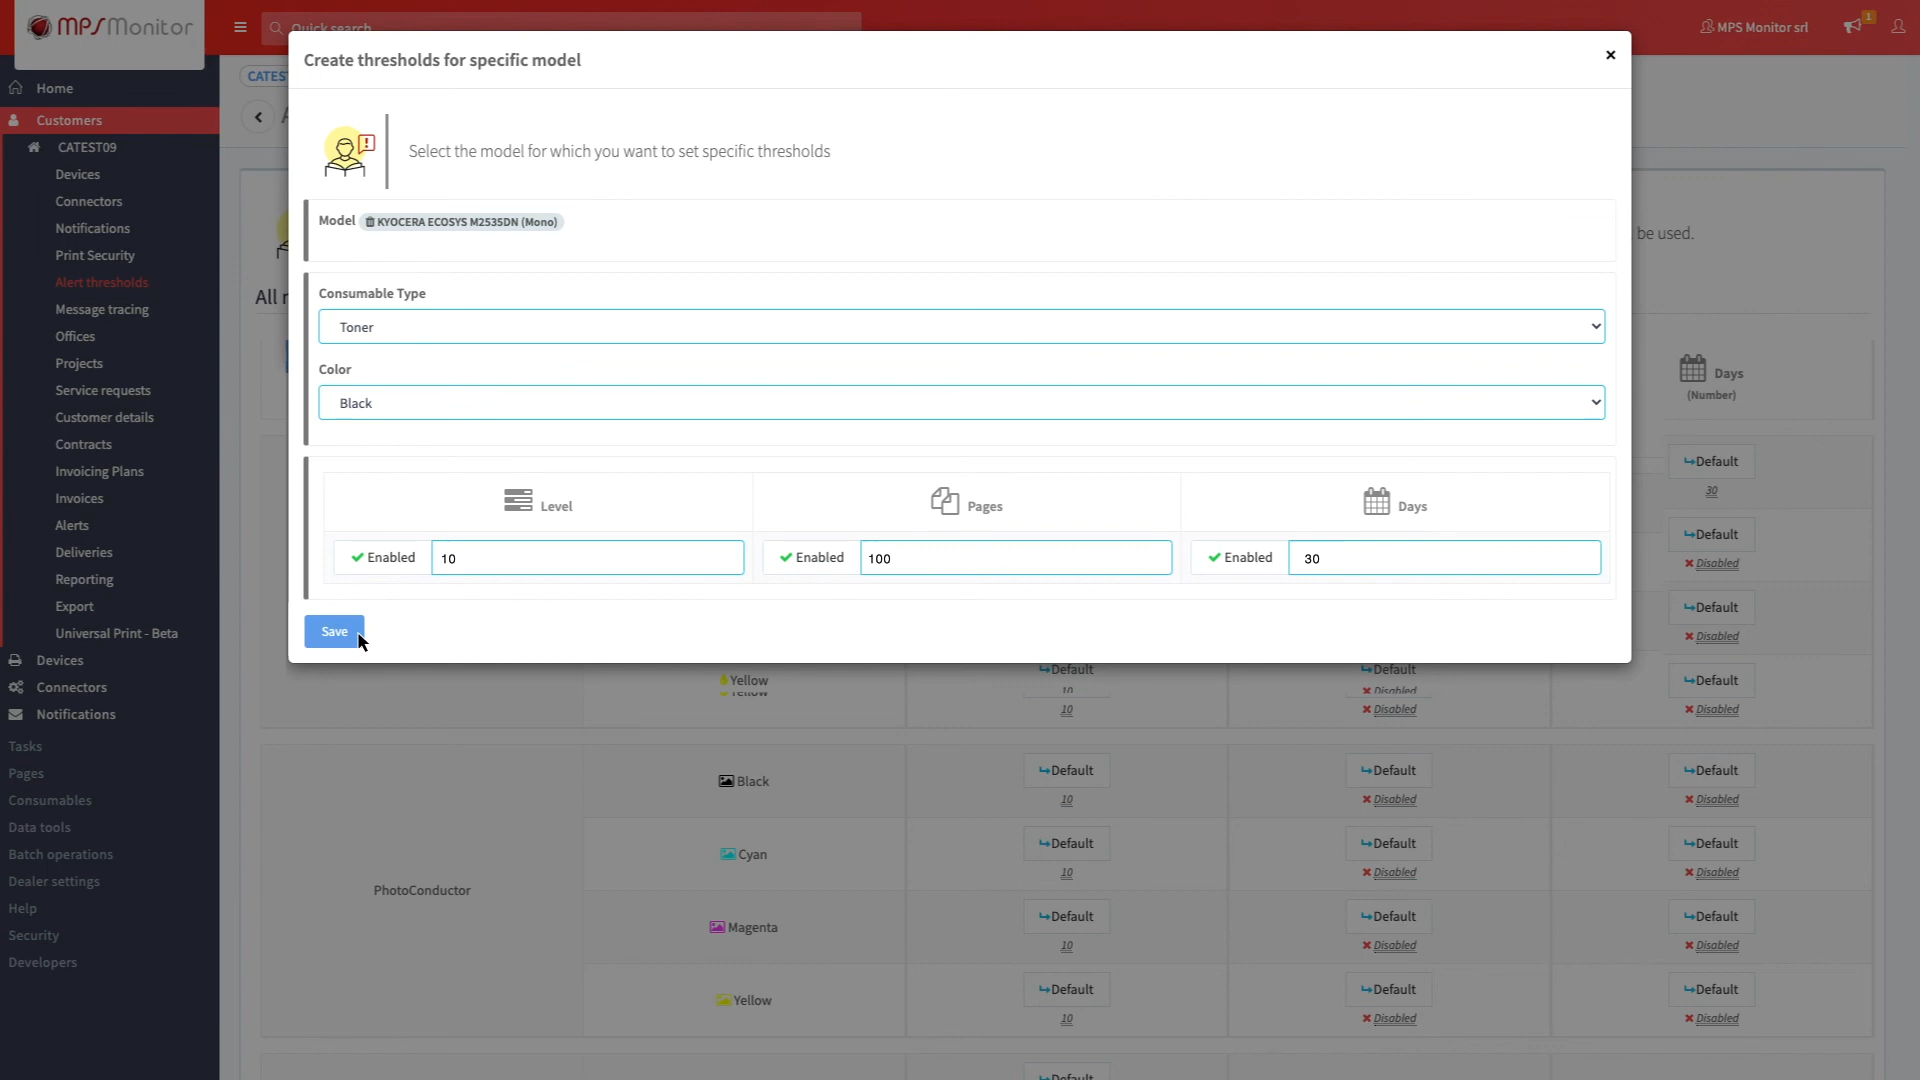 MPS Monitor
Quick search
MPS Monitor srl
1
Home
Customers
CATEST09
Devices
Connectors
Notifications
Print Security
Alert thresholds
Message tracing
Offices
Projects
Service requests
Customer details
Contracts
Invoicing Plans
Invoices
Alerts
Deliveries
Reporting
Export
Universal Print - Beta
Devices
Connectors
Notifications
Tasks
Pages
Consumables
Data tools
Batch operations
Dealer settings
Help
Security
Developers
CATEST
Create thresholds for specific model
×
Select the model for which you want to set specific thresholds
Model KYOCERA ECOSYS M2535DN (Mono)
Consumable Type
Toner
Color
Black
Level Pages Days
Enabled 10 Enabled 100 Enabled 30
Save
be used.
All
Days
(Number)
Default
30
Default
Disabled
Default
Disabled
Yellow Default Default Default
Yellow 10 Disabled
10 Disabled Disabled
PhotoConductor
Black Default Default Default
10 Disabled Disabled
Cyan Default Default Default
10 Disabled Disabled
Magenta Default Default Default
10 Disabled Disabled
Yellow Default Default Default
10 Disabled Disabled
Default